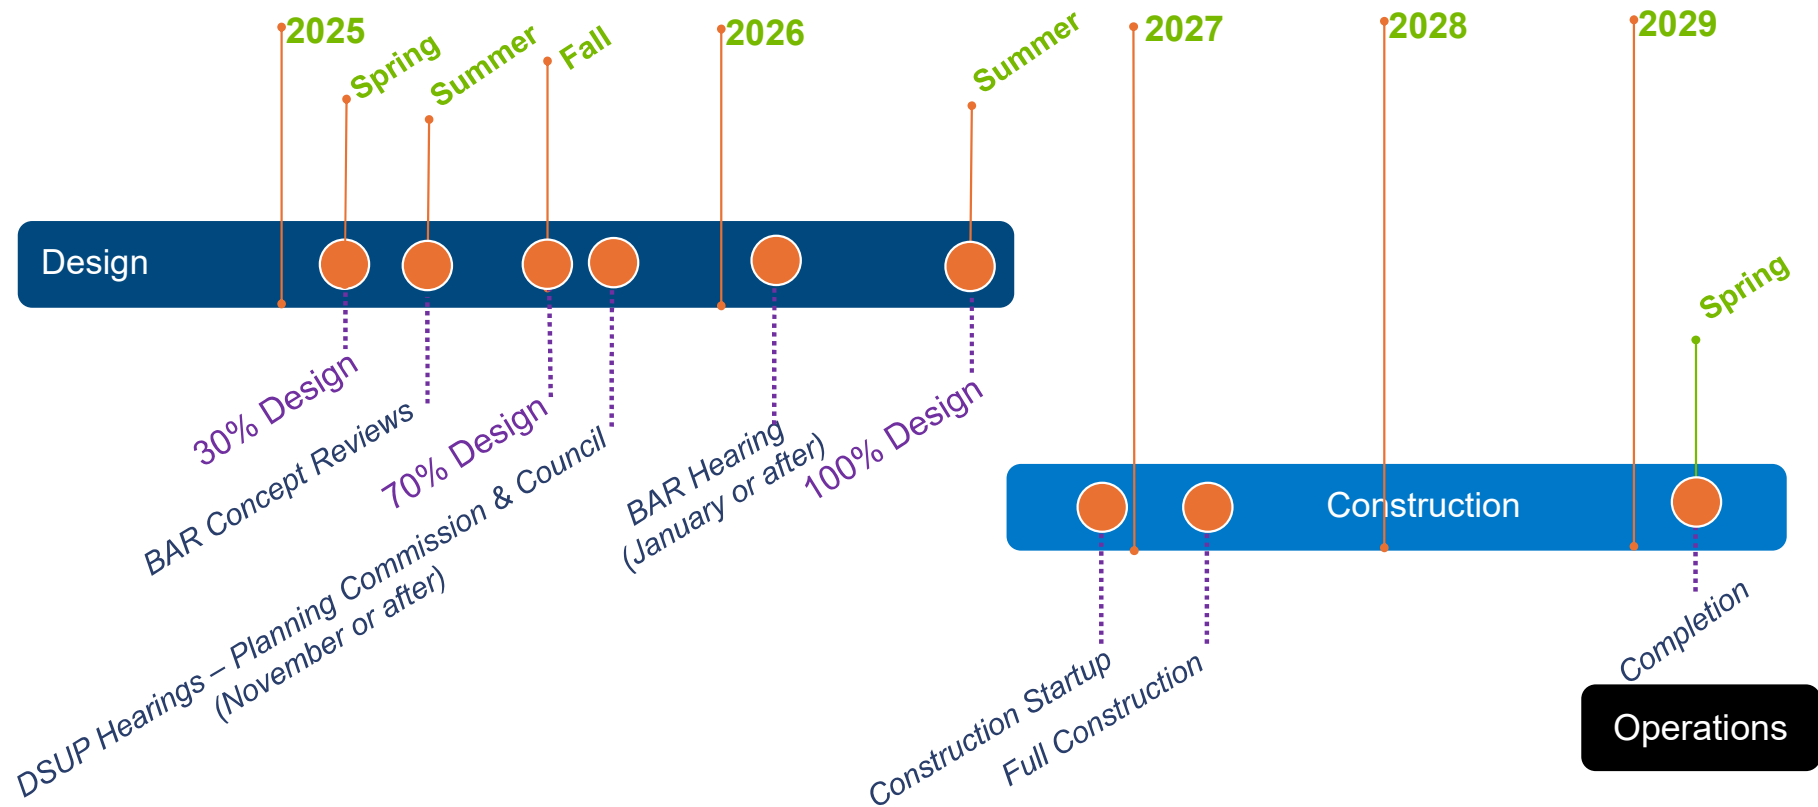 2025
Spring
Summer
Fall
2026
Summer
2027
2028
2029
Design
30% Design
BAR Concept Reviews
70% Design
DSUP Hearings – Planning Commission & Council
(November or after)
BAR Hearing
(January or after)
100% Design
Spring
Construction
Construction Startup
Full Construction
Completion
Operations